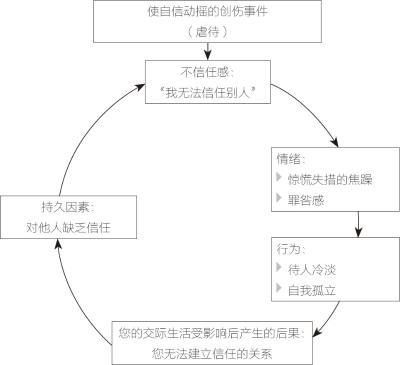 使自信动摇的创伤事件
（虐待）
不信任感：
“我无法信任别人”
情绪：
惊慌失措的焦躁
罪咎感
行为：
待人冷淡
自我孤立
您的交际生活受影响后产生的后果：
您无法建立信任的关系
持久因素：
对他人缺乏信任